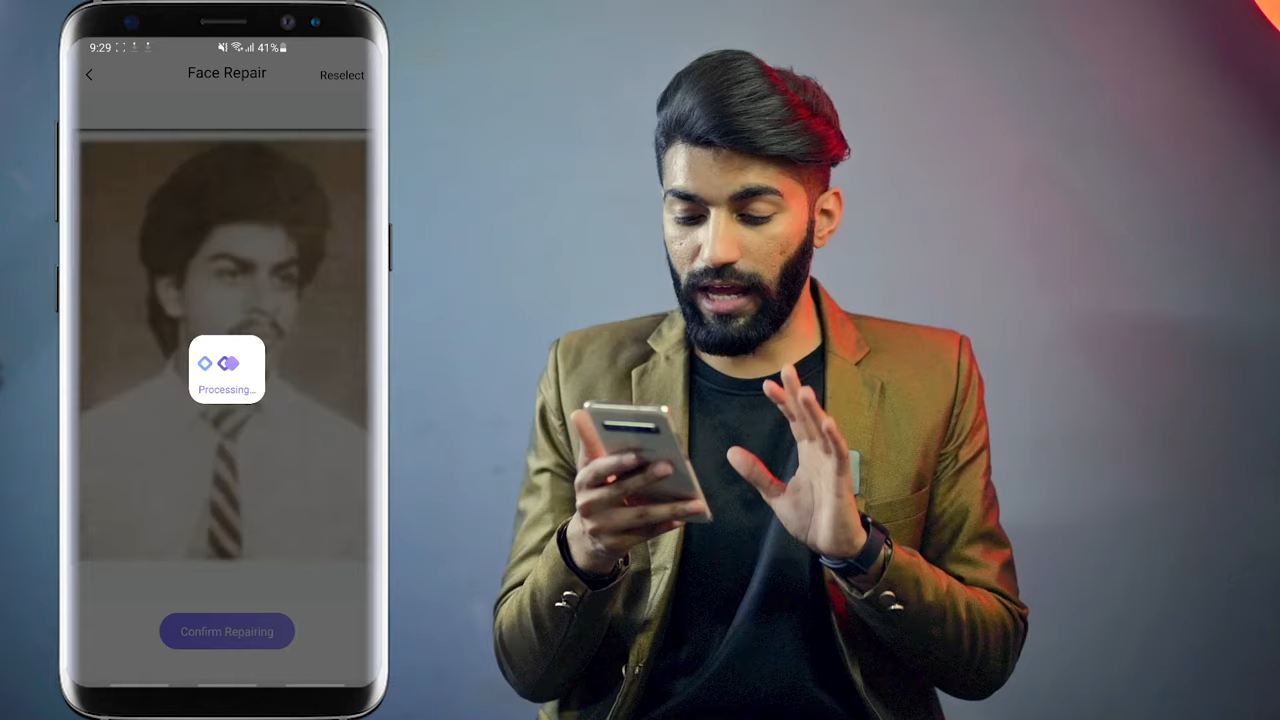 9:29 41%
Face Repair
Reselect
Processing...
Confirm Repairing